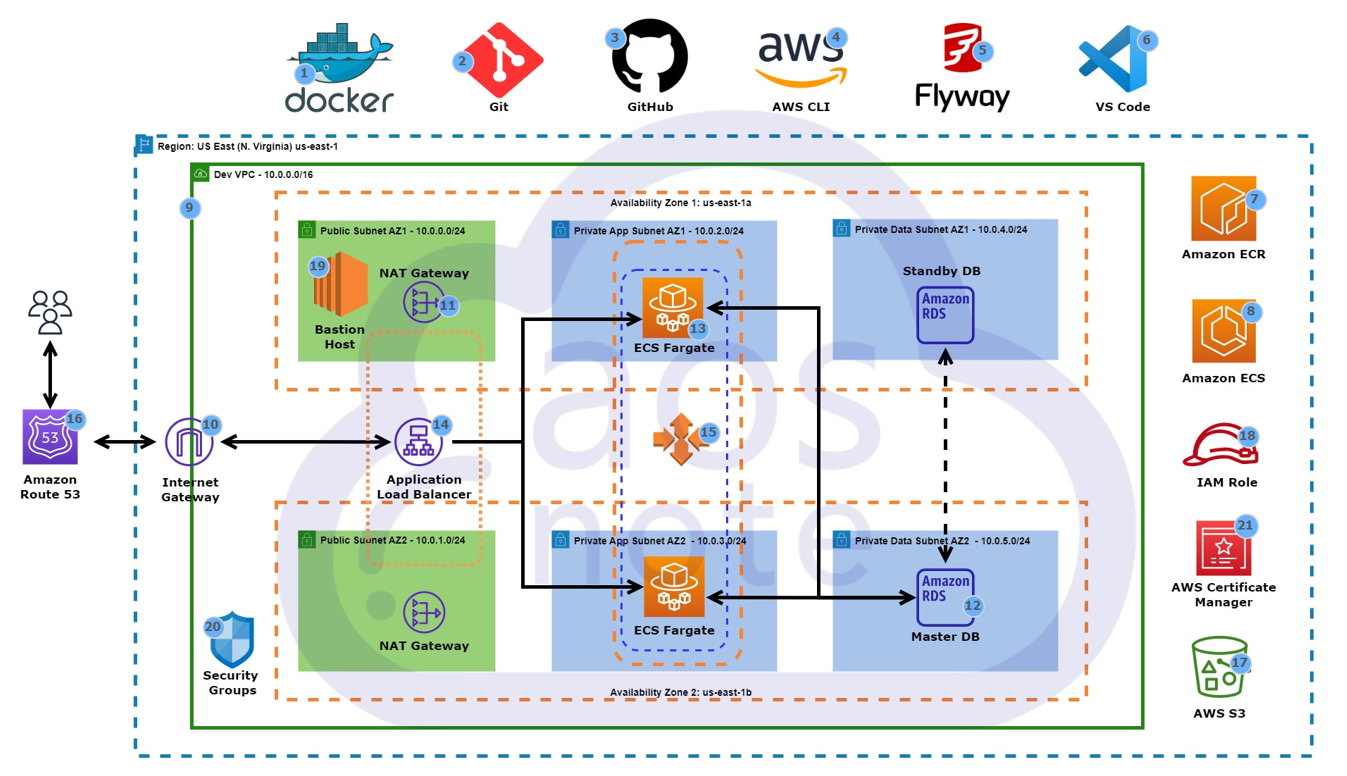 1
docker
2
Git
3
GitHub
aws
4
AWS CLI
5
Flyway
6
VS Code
Region: US East (N. Virginia) us-east-1
Dev VPC - 10.0.0.0/16
9
Availability Zone 1: us-east-1a
Public Subnet AZ1 - 10.0.0.0/24
Private App Subnet AZ1 - 10.0.2.0/24
Private Data Subnet AZ1 - 10.0.4.0/24
19
NAT Gateway
11
Bastion
Host
13
ECS Fargate
Standby DB
Amazon
RDS
7
Amazon ECR
8
Amazon ECS
aos
note
53
16
Amazon
Route 53
10
Internet
Gateway
14
Application
Load Balancer
15
18
IAM Role
Public Subnet AZ2 - 10.0.1.0/24
Private App Subnet AZ2 - 10.0.3.0/24
Private Data Subnet AZ2 - 10.0.5.0/24
NAT Gateway
ECS Fargate
Amazon
RDS
12
Master DB
20
Security
Groups
21
AWS Certificate
Manager
17
AWS S3
Availability Zone 2: us-east-1b